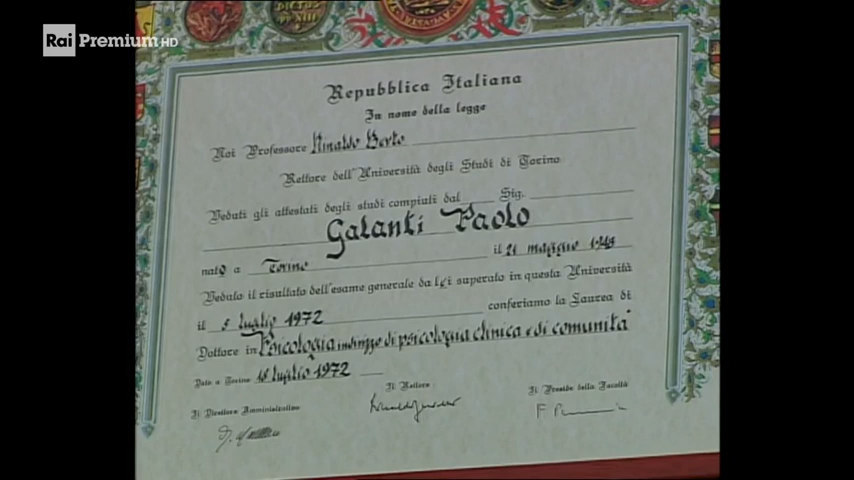 Rai Premium HD
Repubblica Italiana
In nome della legge
Noi Professore Rinaldo Berto
Rettore dell'Università degli Studi di Torino
Veduti gli attestati degli studi compiuti dal Sig.
Galanti Paolo
nato a Torino il 21 maggio 1948
Veduto il risultato dell'esame generale da lei superato in questa Università
il 5 luglio 1972 conferiamo la Laurea di
Dottore in Psicologia indirizzo di psicologua clinica e di comunita'
Dato a Torino 18 luglio 1972
Il Direttore Amministrativo
Il Rettore
Il Preside della Facoltà